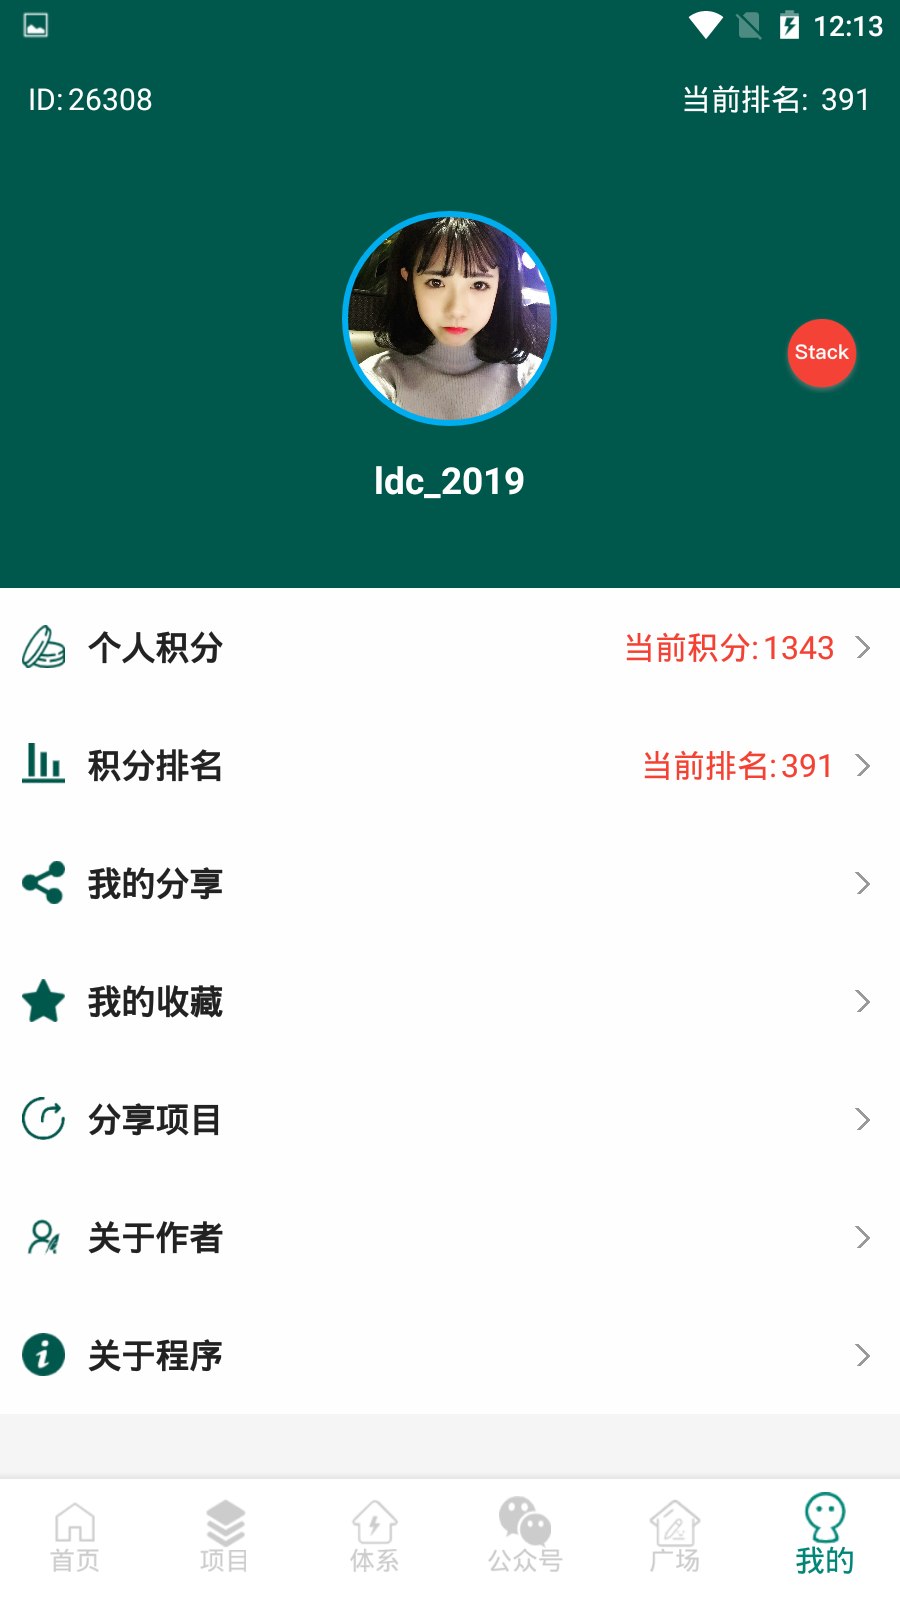 12:13
ID: 26308
当前排名: 391
Stack
ldc_2019
个人积分
当前积分: 1343
积分排名
当前排名: 391
我的分享
我的收藏
分享项目
关于作者
关于程序
首页
项目
体系
公众号
广场
我的